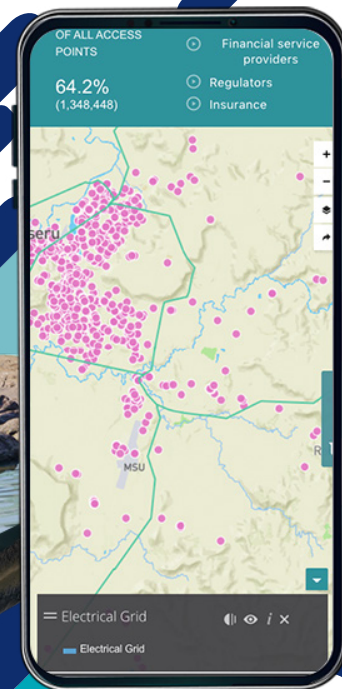 OF ALL ACCESS
POINTS
64.2%
(1,348,448)
Financial service
providers
Regulators
Insurance
+
−
seru
MSU
R
1
Electrical Grid
i ×
Electrical Grid